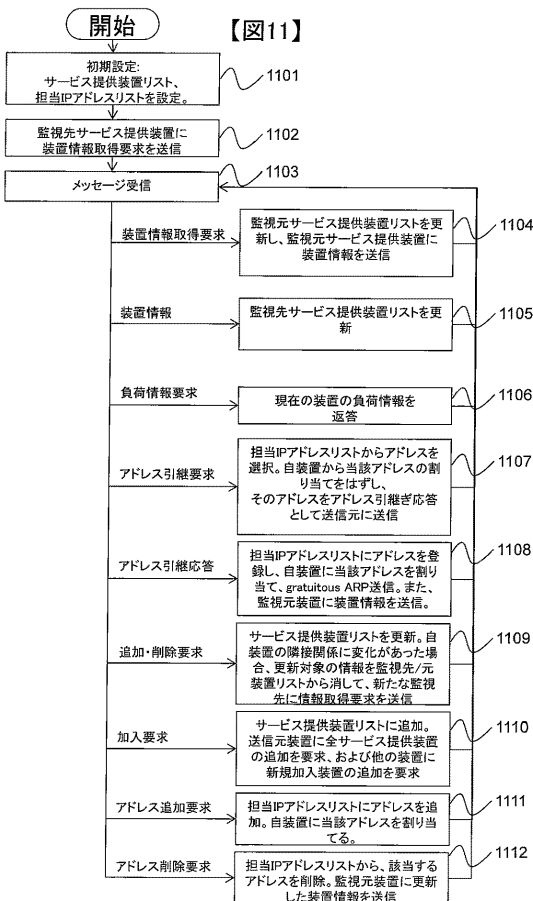 開始
【図11】
初期設定:
サービス提供装置リスト、
担当IPアドレスリストを設定。
1101
監視先サービス提供装置に
装置情報取得要求を送信
1102
メッセージ受信
1103
装置情報取得要求
監視元サービス提供装置リストを更
新し、監視元サービス提供装置に
装置情報を送信
1104
装置情報
監視先サービス提供装置リストを更
新
1105
負荷情報要求
現在の装置の負荷情報を
返答
1106
アドレス引継要求
担当IPアドレスリストからアドレスを
選択。自装置から当該アドレスの割
り当てをはずし、
そのアドレスをアドレス引継ぎ応答
として送信元に送信
1107
アドレス引継応答
担当IPアドレスリストにアドレスを登
録し、自装置に当該アドレスを割り当
て、gratuitous ARP送信。また、
監視元装置に装置情報を送信。
1108
追加・削除要求
サービス提供装置リストを更新。自
装置の隣接関係に変化があった場
合、更新対象の情報を監視先/元
装置リストから消して、新たな監視
先に情報取得要求を送信
1109
加入要求
サービス提供装置リストに追加。
送信元装置に全サービス提供装置
の追加を要求、および他の装置に
新規加入装置の追加を要求
1110
アドレス追加要求
担当IPアドレスリストにアドレスを追
加。自装置に当該アドレスを割り当
てる。
1111
アドレス削除要求
担当IPアドレスリストから、該当する
アドレスを削除。監視元装置に更新
した装置情報を送信
1112